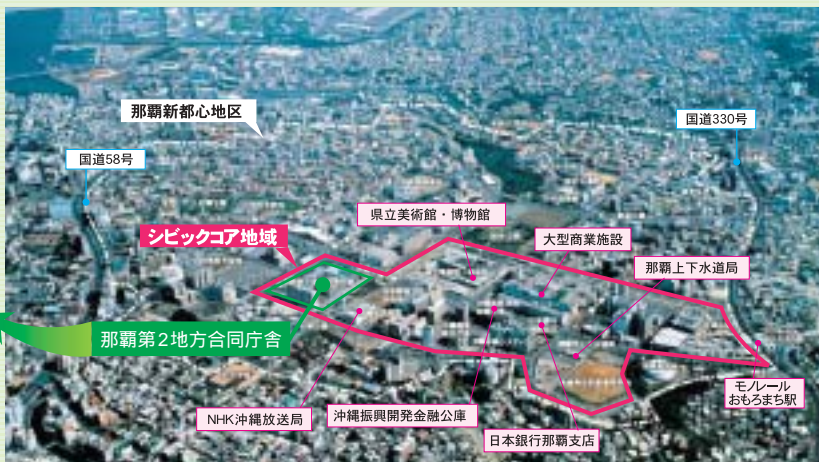 那覇新都心地区
国道330号
国道58号
県立美術館・博物館
シビックコア地域
大型商業施設
那覇上下水道局
那覇第2地方合同庁舎
モノレール
おもろまち駅
NHK沖縄放送局
沖縄振興開発金融公庫
日本銀行那覇支店